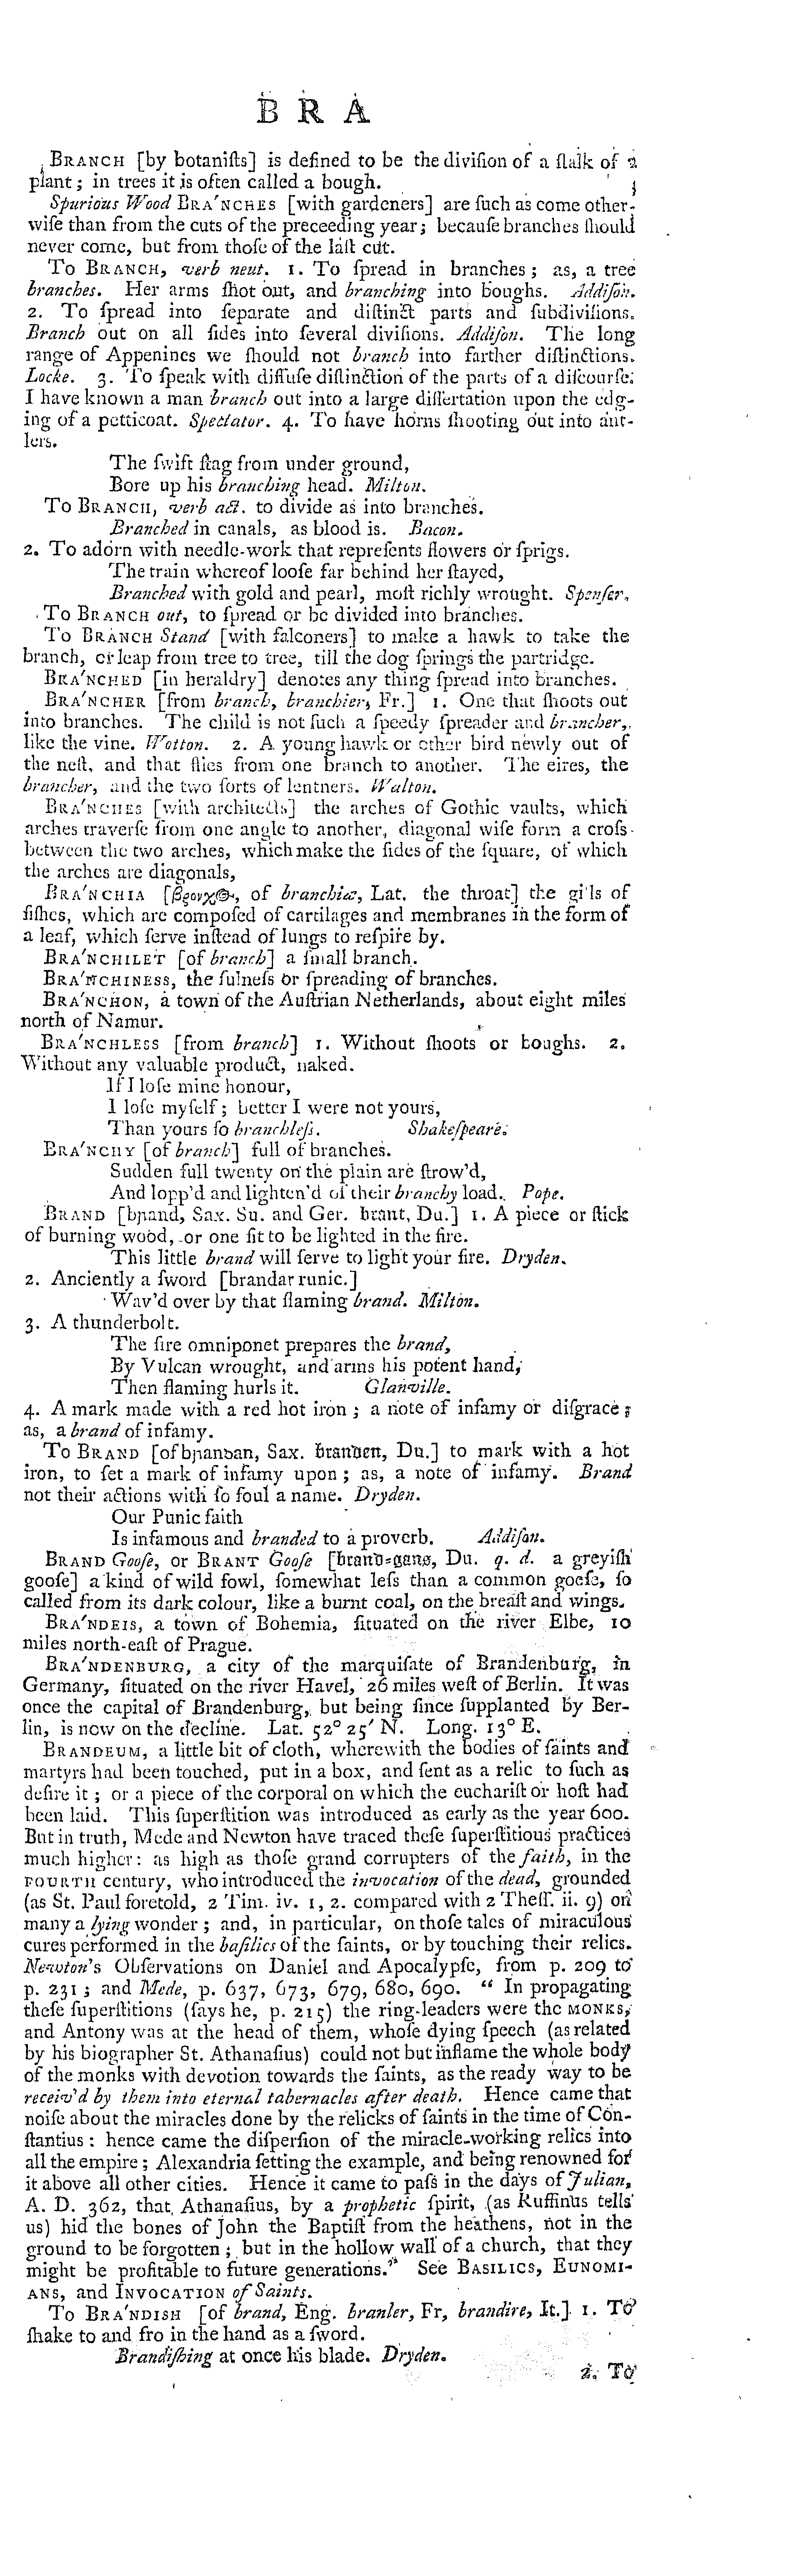 B R A
BRANCH [by botaniſts] is defined to be the diviſion of a ſtalk of a
plant; in trees it is often called a bough.
Spurious Wood BRA'NCHES [with gardeners] are ſuch as come other-
wiſe than from the cuts of the preceeding year; becauſe branches ſhould
never come, but from thoſe of the laſt cut.
To BRANCH, verb neut. 1. To ſpread in branches; as, a tree
branches. Her arms ſhot out, and branching into boughs. Addiſon.
2. To ſpread into ſeparate and diſtinct parts and ſubdiviſions.
Branch out on all ſides into ſeveral diviſions. Addiſon. The long
range of Appenines we ſhould not branch into farther diſtinctions.
Locke. 3. To ſpeak with diffuſe diſtinction of the parts of a diſcourſe:
I have known a man branch out into a large diſſertation upon the edg-
ing of a petticoat. Spectator. 4. To have horns ſhooting out into ant-
lers.
The ſwift ſtag from under ground,
Bore up his branching head. Milton.
To BRANCH, verb act. to divide as into branches.
Branched in canals, as blood is. Bacon.
2. To adorn with needle-work that repreſents flowers or ſprigs.
The train whereof looſe far behind her ſtayed,
Branched with gold and pearl, moſt richly wrought. Spenſer.
To BRANCH out, to ſpread or be divided into branches.
To BRANCH Stand [with falconers] to make a hawk to take the
branch, or leap from tree to tree, till the dog ſprings the partridge.
BRA'NCHED [in heraldry] denotes any thing ſpread into branches.
BRA'NCHER [from branch, branchier, Fr.] 1. One that ſhoots out
into branches. The child is not ſuch a ſpeedy ſpreader and brancher,
like the vine. Wotton. 2. A young hawk or other bird newly out of
the neſt, and that flies from one branch to another. The eires, the
brancher, and the two ſorts of lentners. Walton.
BRA'NCHES [with architects] the arches of Gothic vaults, which
arches traverſe from one angle to another, diagonal wiſe form a croſs
between the two arches, which make the ſides of the ſquare, of which
the arches are diagonals,
BRA'NCHIA [βρονχ☉, of branchiæ, Lat. the throat] the gills of
fiſhes, which are compoſed of cartilages and membranes in the form of
a leaf, which ſerve inſtead of lungs to reſpire by.
BRA'NCHILET [of branch] a ſmall branch.
BRA'NCHINESS, the fulneſs or ſpreading of branches.
BRA'NCHON, a town of the Auſtrian Netherlands, about eight miles
north of Namur.
BRA'NCHLESS [from branch] 1. Without ſhoots or boughs. 2.
Without any valuable product, naked.
If I loſe mine honour,
I loſe myſelf; better I were not yours,
Than yours ſo branchleſs. Shakeſpeare.
BRA'NCHY [of branch] full of branches.
Sudden full twenty on the plain are ſtrow'd,
And lopp'd and lighten'd of their branchy load. Pope.
BRAND [bꞃand, Sax. Su. and Ger. brant, Du.] 1. A piece or ſtick
of burning wood, or one fit to be lighted in the fire.
This little brand will ſerve to light your fire. Dryden.
2. Anciently a ſword [brandar runic.]
Wav'd over by that flaming brand. Milton.
3. A thunderbolt.
The fire omniponet prepares the brand,
By Vulcan wrought, and arms his potent hand;
Then flaming hurls it. Glanville.
4. A mark made with a red hot iron; a note of infamy or diſgrace;
as, a brand of infamy.
To BRAND [of bꞃanꝺan, Sax. branden, Du.] to mark with a hot
iron, to ſet a mark of infamy upon; as, a note of infamy. Brand
not their actions with ſo foul a name. Dryden.
Our Punic faith
Is infamous and branded to a proverb. Addiſon.
BRAND Gooſe, or BRANT Gooſe [brand=gans, Du. q. d. a greyiſh
gooſe] a kind of wild fowl, ſomewhat leſs than a common gooſe, ſo
called from its dark colour, like a burnt coal, on the breaſt and wings.
BRA'NDEIS, a town of Bohemia, ſituated on the river Elbe, 10
miles north-eaſt of Prague.
BRA'NDENBURG, a city of the marquiſate of Brandenburg, in
Germany, ſituated on the river Havel, 26 miles weſt of Berlin. It was
once the capital of Brandenburg, but being ſince ſupplanted by Ber-
lin, is now on the decline. Lat. 52° 25′ N. Long. 13° E.
BRANDEUM, a little bit of cloth, wherewith the bodies of ſaints and
martyrs had been touched, put in a box, and ſent as a relic to ſuch as
deſire it; or a piece of the corporal on which the euchariſt or hoſt had
been laid. This ſuperſtition was introduced as early as the year 600.
But in truth, Mede and Newton have traced theſe ſuperſtitious practices
much higher: as high as thoſe grand corrupters of the faith, in the
FOURTH century, who introduced the invocation of the dead, grounded
(as St. Paul foretold, 2 Tim. iv. 1, 2. compared with 2 Theſſ. ii. 9) on
many a lying wonder; and, in particular, on thoſe tales of miraculous
cures performed in the baſilics of the ſaints, or by touching their relics.
Newton's Obſervations on Daniel and Apocalypſe, from p. 209 to
p. 231; and Mede, p. 637, 673, 679, 680, 690. “ In propagating
theſe ſuperſtitions (ſays he, p. 215) the ring-leaders were the MONKS,
and Antony was at the head of them, whoſe dying ſpeech (as related
by his biographer St. Athanaſius) could not but inflame the whole body
of the monks with devotion towards the ſaints, as the ready way to be
receiv'd by them into eternal tabernacles after death. Hence came that
noiſe about the miracles done by the relicks of ſaints in the time of Con-
ſtantius: hence came the diſperſion of the miracle-working relics into
all the empire; Alexandria ſetting the example, and being renowned for
it above all other cities. Hence it came to paſs in the days of Julian,
A. D. 362, that Athanaſius, by a prophetic ſpirit, (as Ruffinus tells
us) hid the bones of John the Baptiſt from the heathens, not in the
ground to be forgotten; but in the hollow wall of a church, that they
might be profitable to future generations.” See BASILICS, EUNOMI-
ANS, and INVOCATION of Saints.
To BRA'NDISH [of brand, Eng. branler, Fr, brandire, It.] 1. To
ſhake to and fro in the hand as a ſword.
Brandiſhing at once his blade. Dryden.
2. To